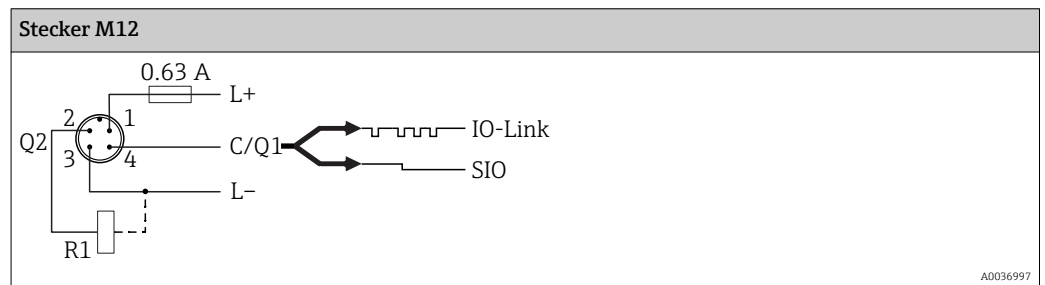 Stecker M12
0.63 A
L+
2 1
Q2
3 4
C/Q1
IO-Link
SIO
L–
R1
A0036997